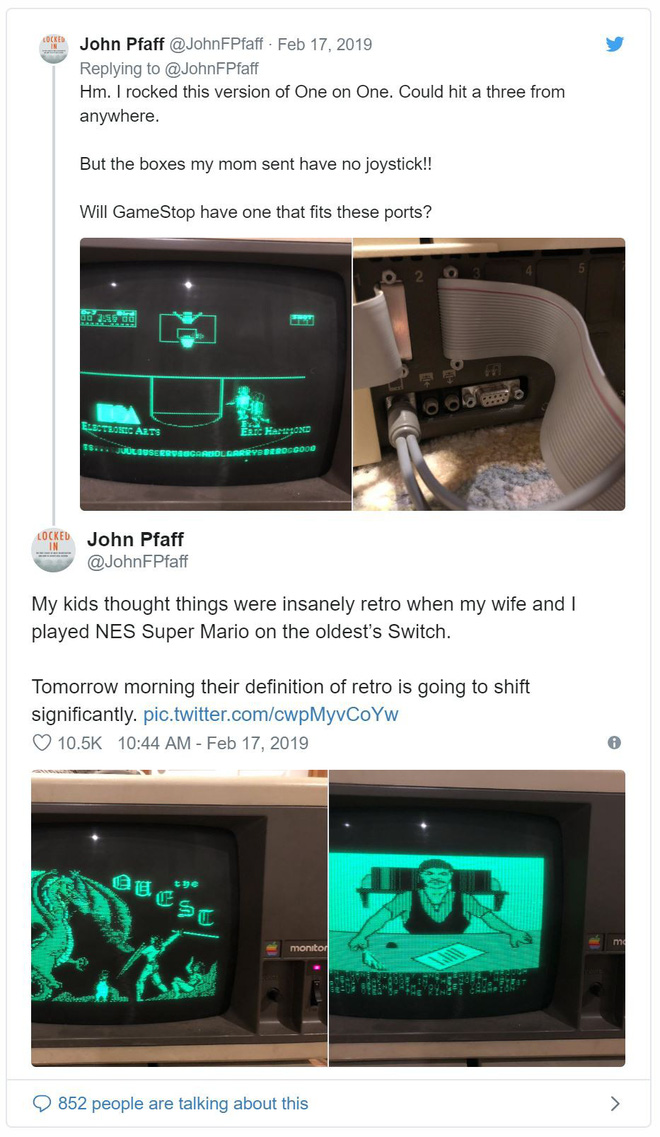 John Pfaff @JohnFPfaff · Feb 17, 2019
Replying to @JohnFPfaff
Hm. I rocked this version of One on One. Could hit a three from
anywhere.
But the boxes my mom sent have no joystick!!
Will GameStop have one that fits these ports?
ELECTRONIC ARTS
ERIC HAMMOND
2
3
4
5
LOCKED
IN
John Pfaff
@JohnFPfaff
My kids thought things were insanely retro when my wife and I
played NES Super Mario on the oldest’s Switch.
Tomorrow morning their definition of retro is going to shift
significantly. pic.twitter.com/cwpMyvCoYw
10.5K 10:44 AM - Feb 17, 2019
the
QUEST
monitor
852 people are talking about this